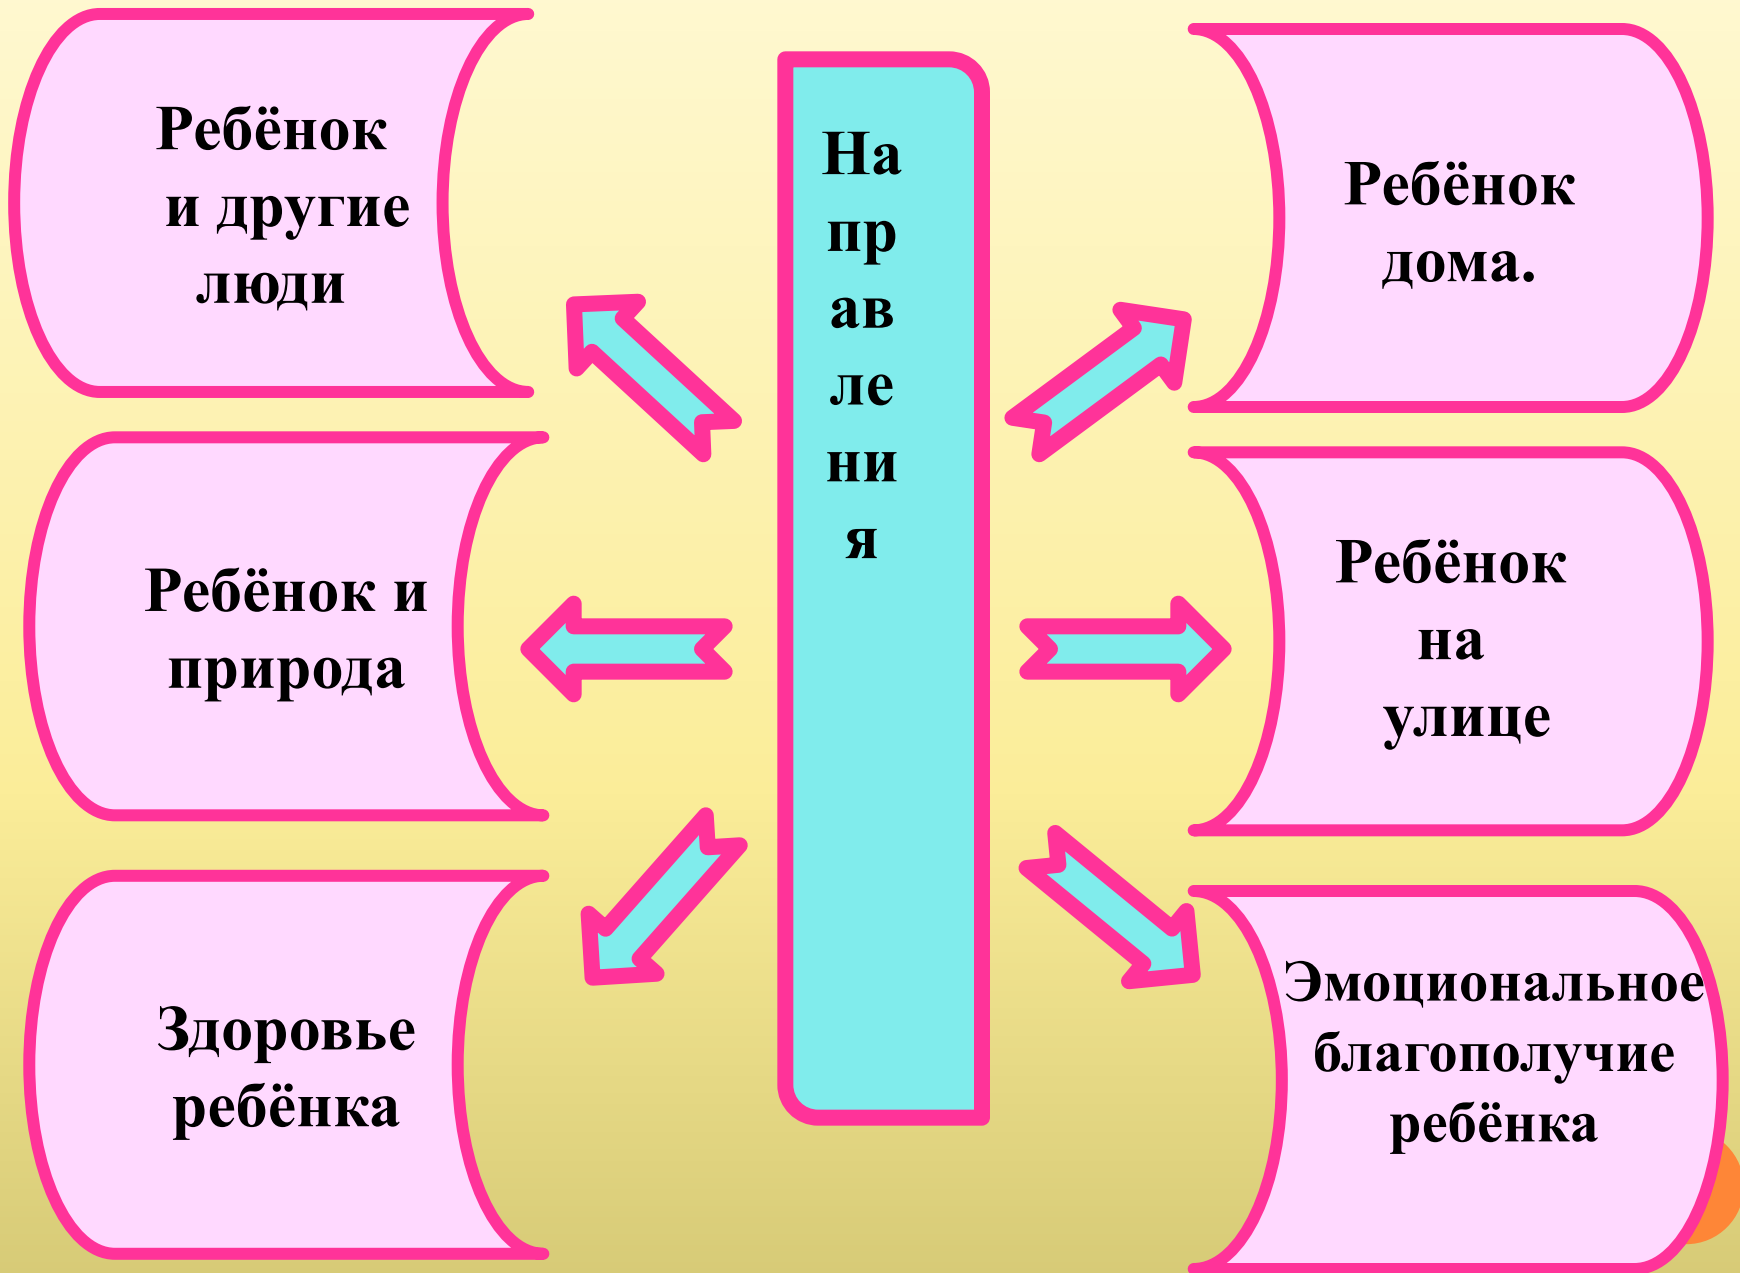 Ребёнок
и другие
люди
Ребёнок и
природа
Здоровье
ребёнка
На
пр
ав
ле
ни
я
Ребёнок
дома.
Ребёнок
на
улице
Эмоциональное
благополучие
ребёнка